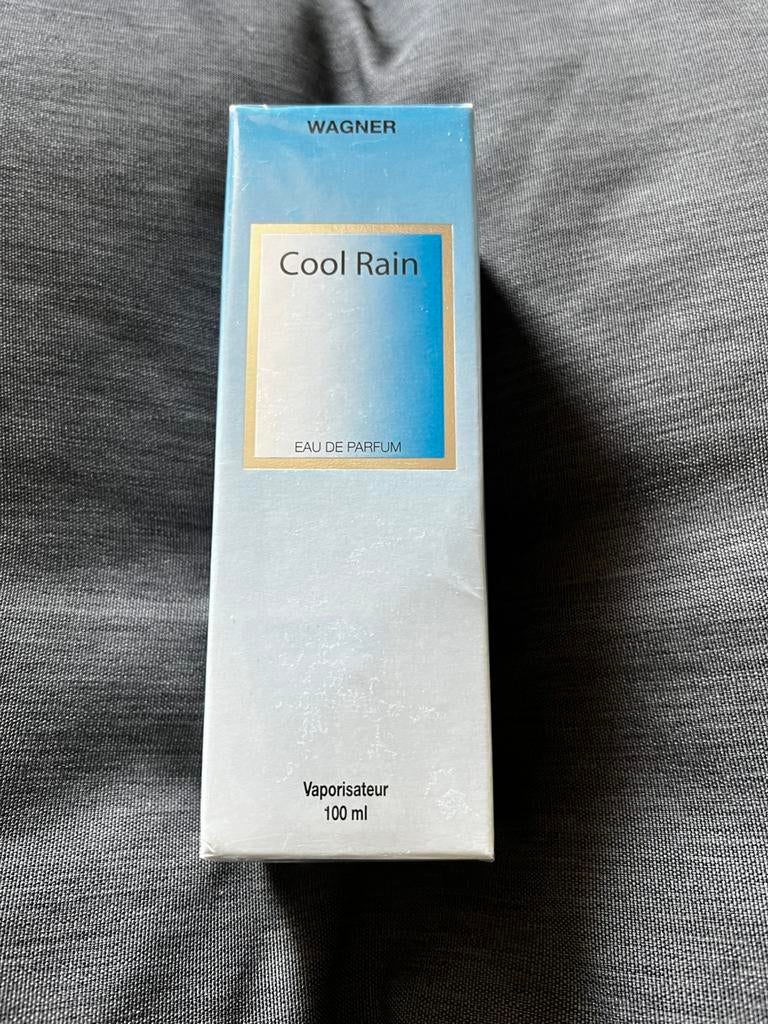 WAGNER
Cool Rain
EAU DE PARFUM
Vaporisateur
100 ml